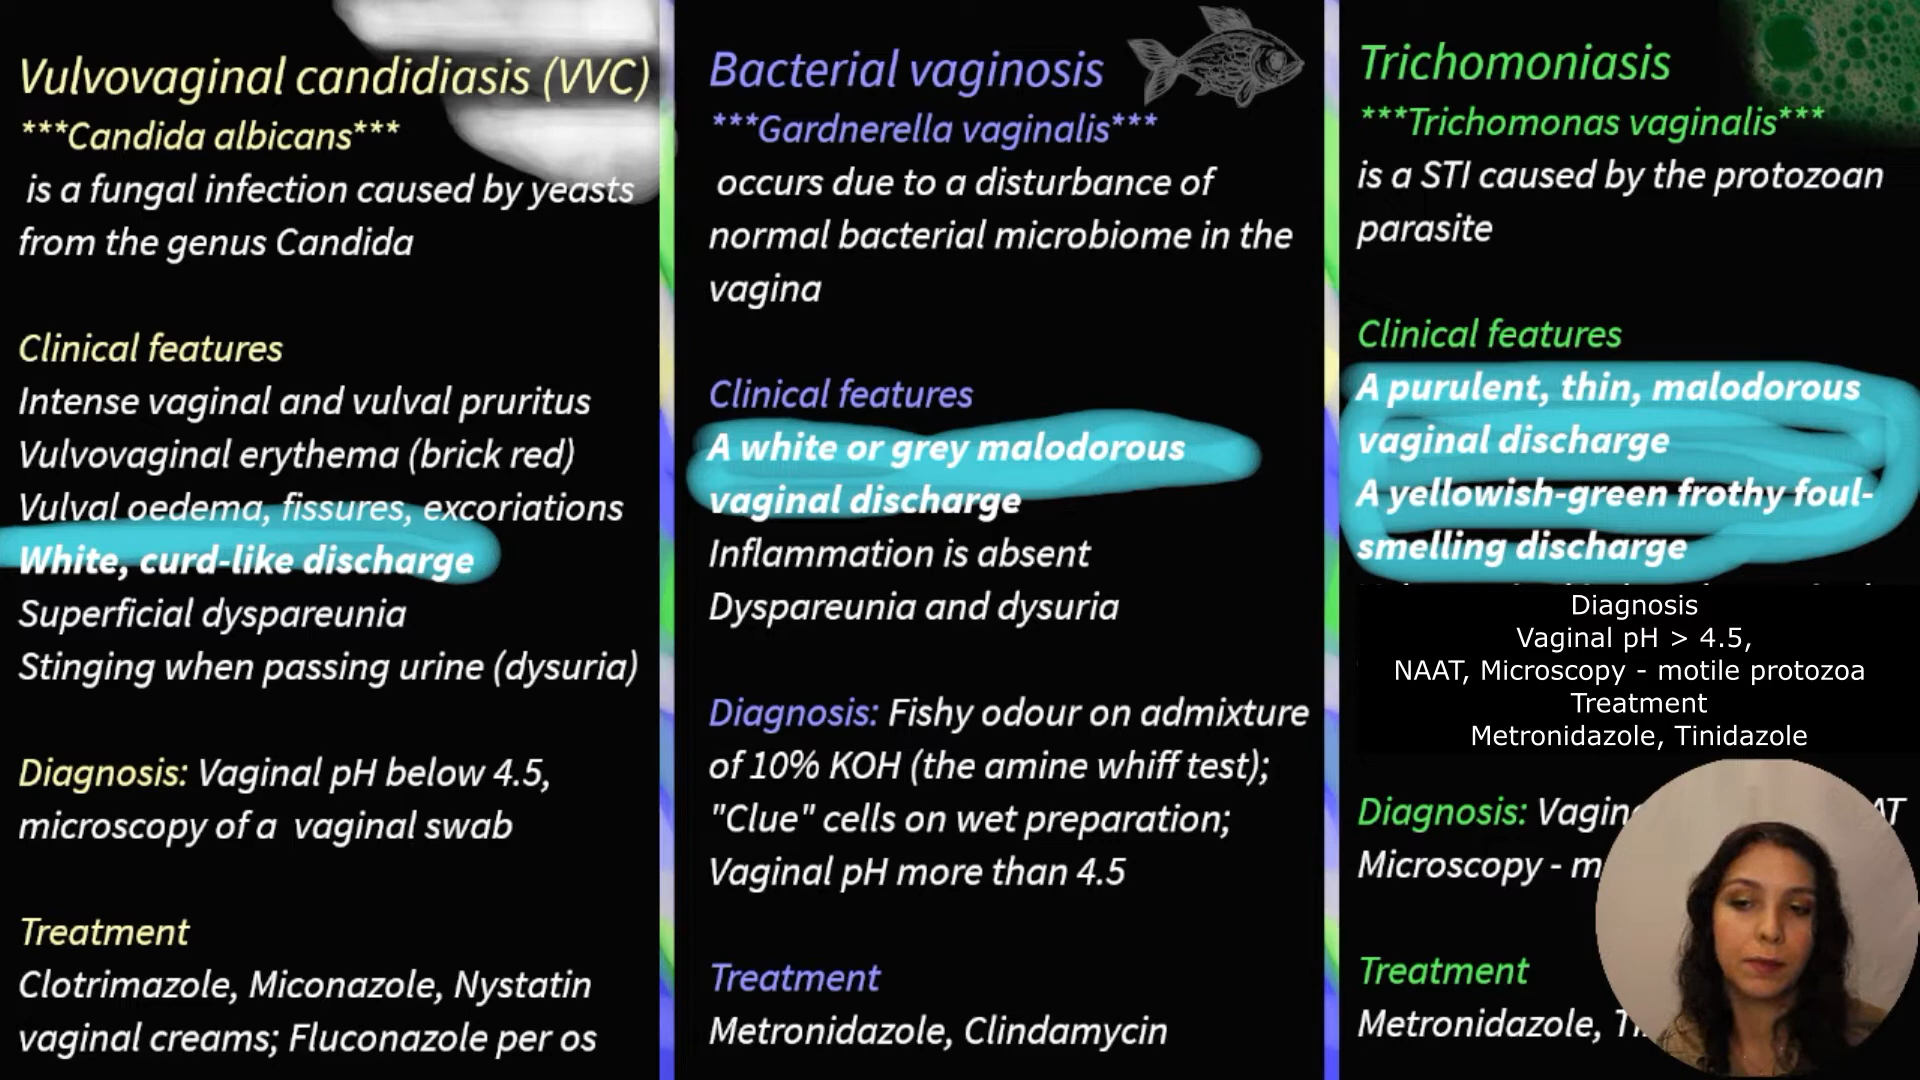 Vulvovaginal candidiasis (VVC)
***Candida albicans***
is a fungal infection caused by yeasts
from the genus Candida
Clinical features
Intense vaginal and vulval pruritus
Vulvovaginal erythema (brick red)
Vulval oedema, fissures, excoriations
White, curd-like discharge
Superficial dyspareunia
Stinging when passing urine (dysuria)
Diagnosis: Vaginal pH below 4.5,
microscopy of a vaginal swab
Treatment
Clotrimazole, Miconazole, Nystatin
vaginal creams; Fluconazole per os
Bacterial vaginosis
***Gardnerella vaginalis***
occurs due to a disturbance of
normal bacterial microbiome in the
vagina
Clinical features
A white or grey malodorous
vaginal discharge
Inflammation is absent
Dyspareunia and dysuria
Diagnosis: Fishy odour on admixture
of 10% KOH (the amine whiff test);
"Clue" cells on wet preparation;
Vaginal pH more than 4.5
Treatment
Metronidazole, Clindamycin
Trichomoniasis
***Trichomonas vaginalis***
is a STI caused by the protozoan
parasite
Clinical features
A purulent, thin, malodorous
vaginal discharge
A yellowish-green frothy foul-
smelling discharge
Diagnosis
Vaginal pH > 4.5,
NAAT, Microscopy - motile protozoa
Treatment
Metronidazole, Tinidazole
Diagnosis:
Microscopy -
Treatment
Metronidazole,